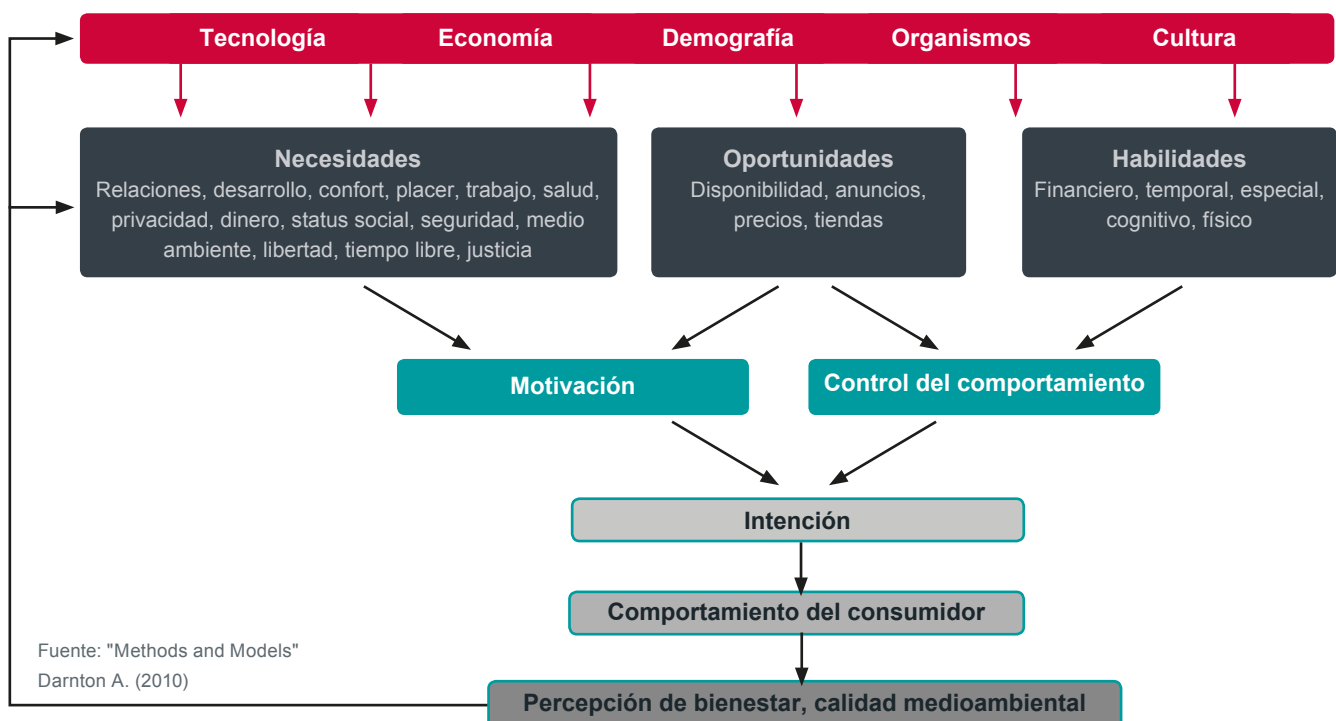 Tecnología Economía Demografía Organismos Cultura
Necesidades
Relaciones, desarrollo, confort, placer, trabajo, salud,
privacidad, dinero, status social, seguridad, medio
ambiente, libertad, tiempo libre, justicia
Oportunidades
Disponibilidad, anuncios,
precios, tiendas
Habilidades
Financiero, temporal, especial,
cognitivo, físico
Motivación
Control del comportamiento
Intención
Comportamiento del consumidor
Percepción de bienestar, calidad medioambiental
Fuente: "Methods and Models"
Darnton A. (2010)